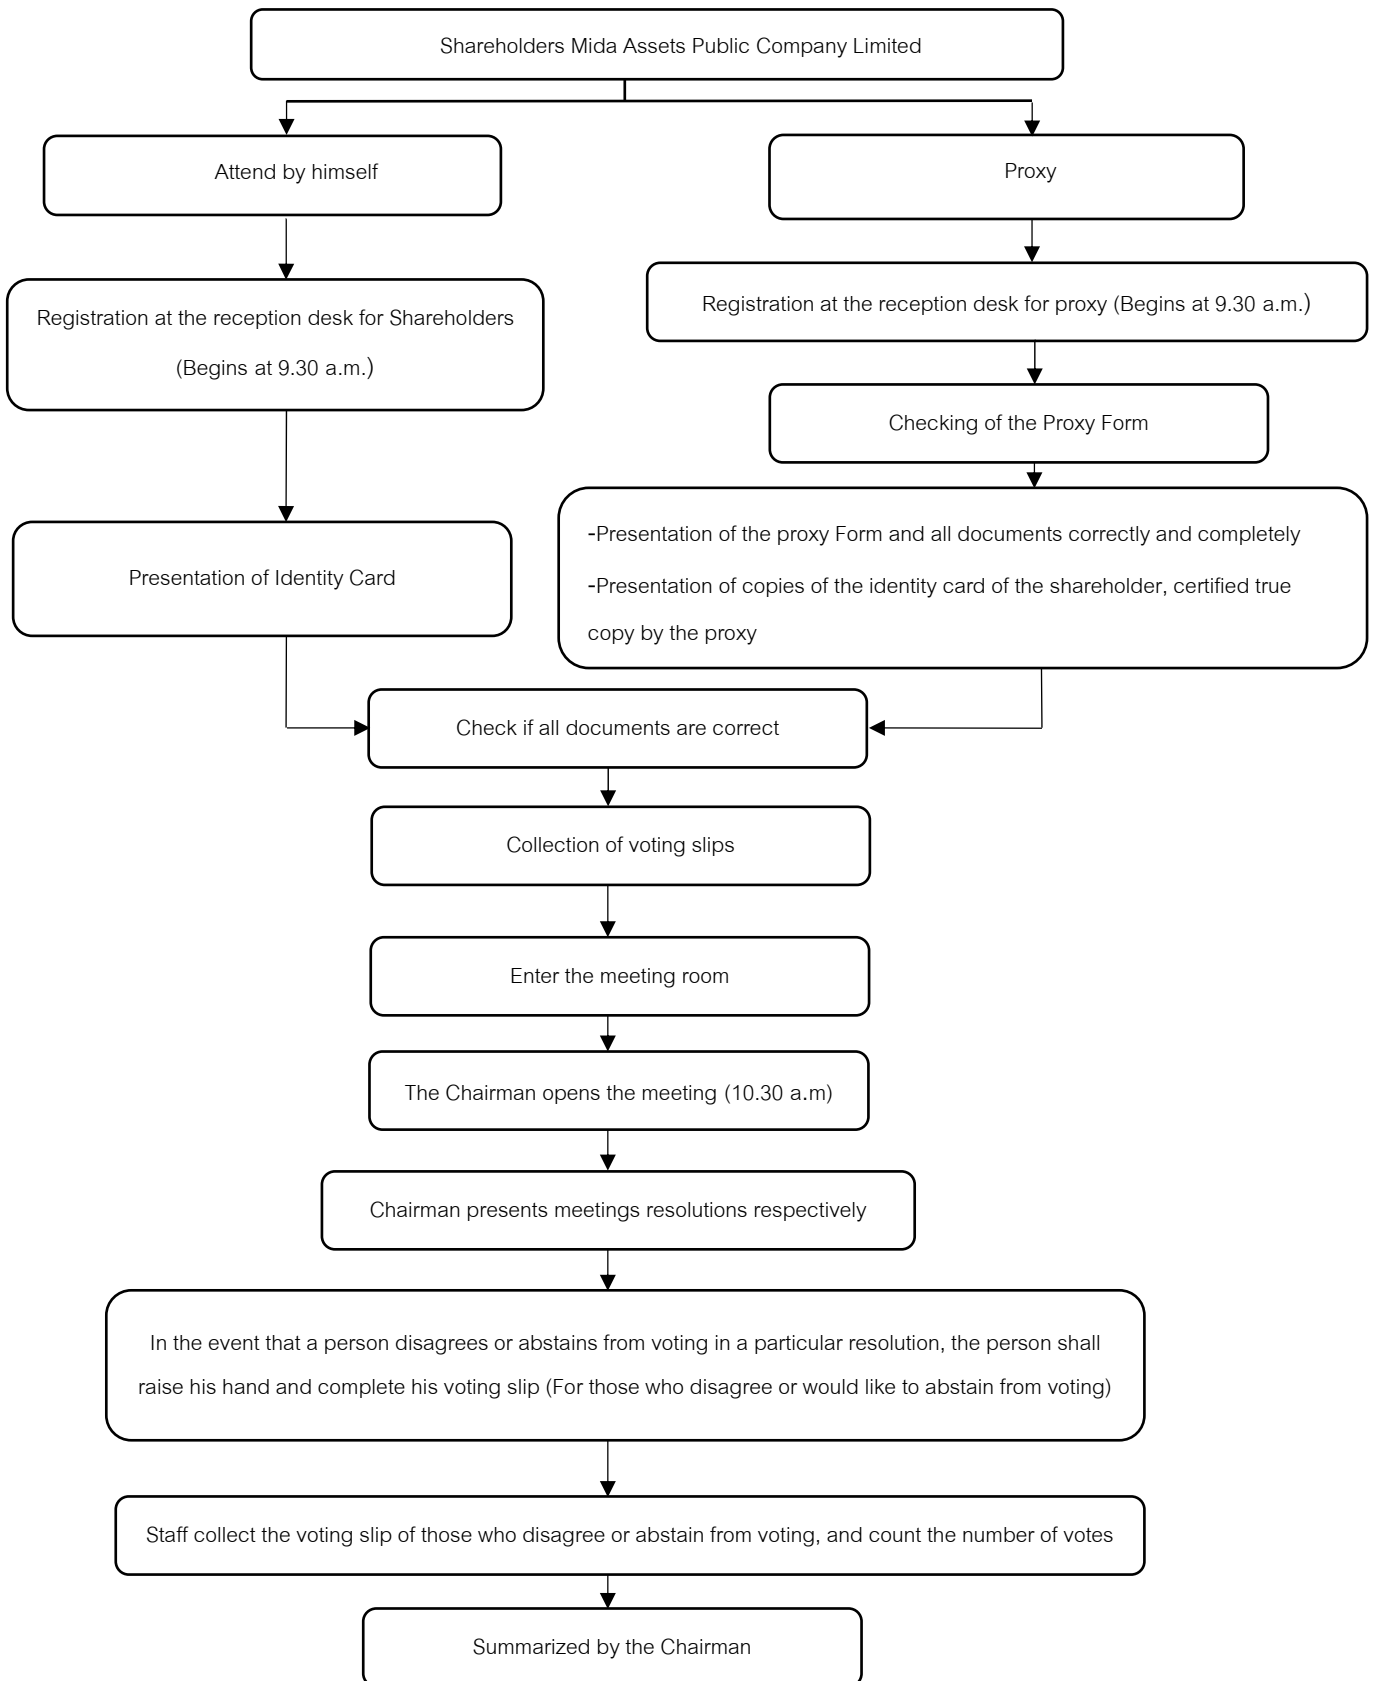 Shareholders Mida Assets Public Company Limited
Attend by himself
Proxy
Registration at the reception desk for Shareholders
(Begins at 9.30 a.m.)
Registration at the reception desk for proxy (Begins at 9.30 a.m.)
Checking of the Proxy Form
Presentation of Identity Card
-Presentation of the proxy Form and all documents correctly and completely
-Presentation of copies of the identity card of the shareholder, certified true
copy by the proxy
Check if all documents are correct
Collection of voting slips
Enter the meeting room
The Chairman opens the meeting (10.30 a.m)
Chairman presents meetings resolutions respectively
In the event that a person disagrees or abstains from voting in a particular resolution, the person shall
raise his hand and complete his voting slip (For those who disagree or would like to abstain from voting)
Staff collect the voting slip of those who disagree or abstain from voting, and count the number of votes
Summarized by the Chairman